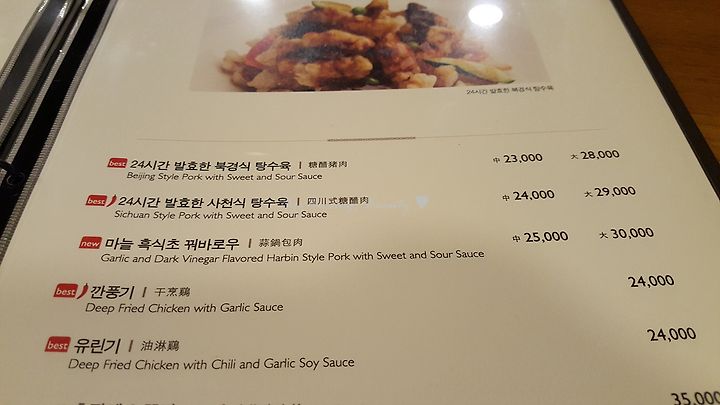 24시간 발효한 북경식 탕수육
best 24시간 발효한 북경식 탕수육 | 糖醋猪肉 中 23,000 大 28,000
Beijing Style Pork with Sweet and Sour Sauce
best 24시간 발효한 사천식 탕수육 | 四川式糖醋肉 中 24,000 大 29,000
Sichuan Style Pork with Sweet and Sour Sauce
new 마늘 흑식초 꿔바로우 | 蒜鍋包肉 中 25,000 大 30,000
Garlic and Dark Vinegar Flavored Harbin Style Pork with Sweet and Sour Sauce
best 깐풍기 | 干烹鷄 24,000
Deep Fried Chicken with Garlic Sauce
best 유린기 | 油淋鷄 24,000
Deep Fried Chicken with Chili and Garlic Soy Sauce
35,000